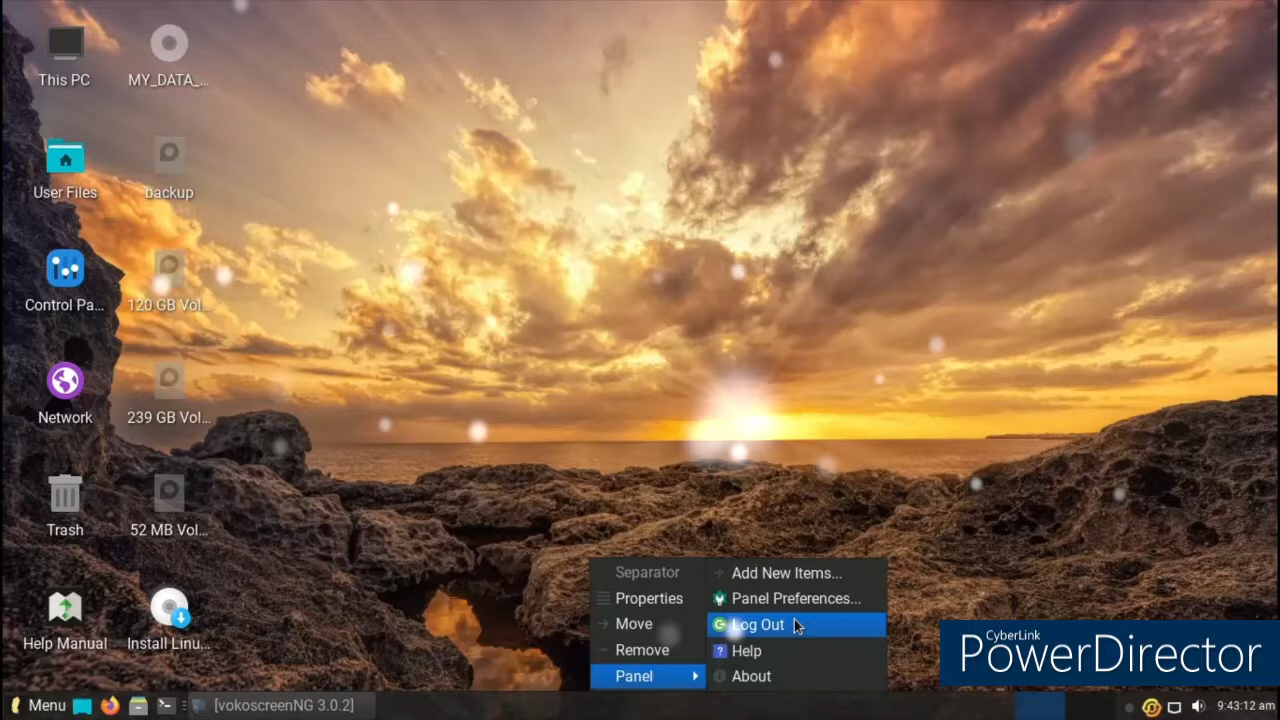 This PC
MY_DATA_...
User Files
backup
Control Pa...
120 GB Vol...
Network
239 GB Vol...
Trash
52 MB Vol...
Help Manual
Install Linu...
Separator
Properties
Move
Remove
Panel
Add New Items...
Panel Preferences...
Log Out
Help
About
CyberLink
PowerDirector
Menu
[vokoscreenNG 3.0.2]
9:43:12 am